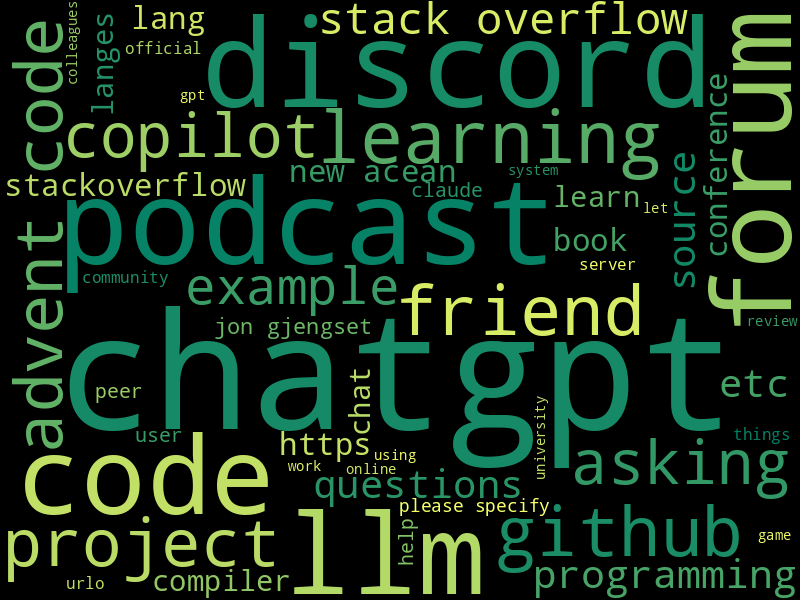 lang
stack overflow
colleagues
langes
official
discord
forum
gpt
advent code
copilot
learning
conference
new acean
system
source
stackoverflow
claude
learn
let
podcast
book
community
server
example
friend
jon gjengset
review
chatgpt
peer
chat
etc
user
https
university
things
code
using
work
online
asking
questions
please specify
project
llm
help
github
game
urlo
compiler
programming